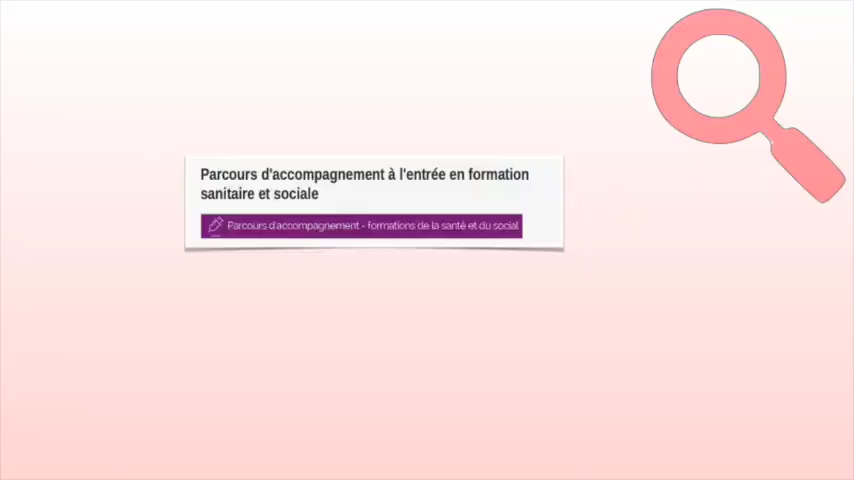 Parcours d'accompagnement à l'entrée en formation
sanitaire et sociale
Parcours d'accompagnement - formations de la santé et du social